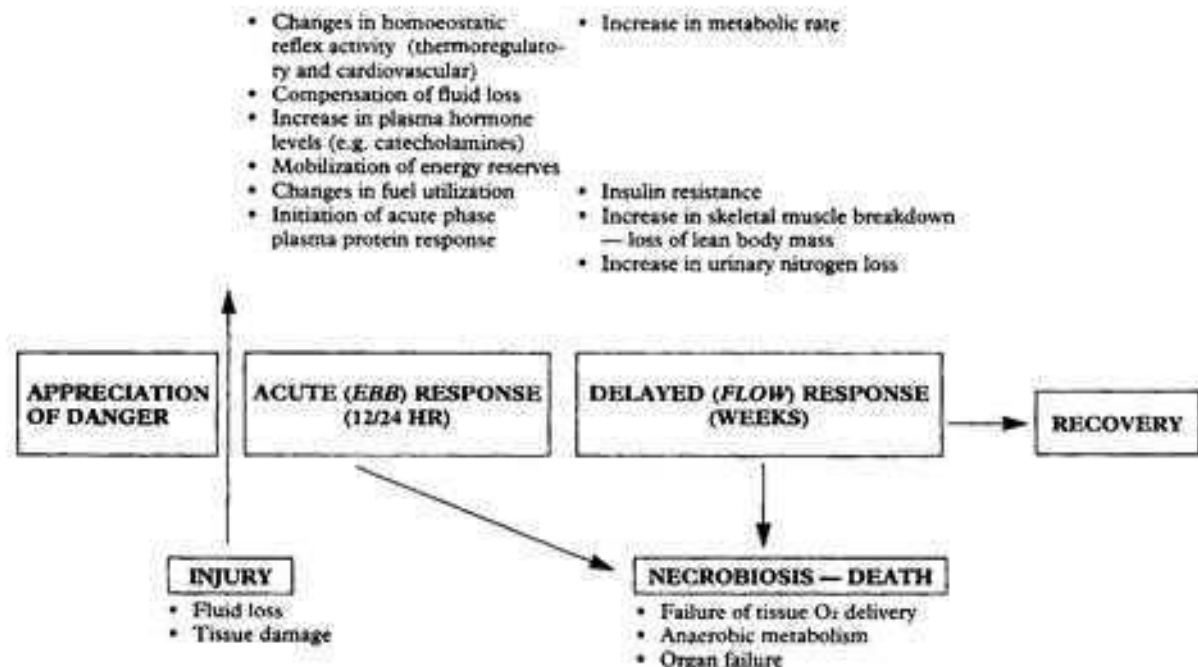 • Changes in homoeostatic
reflex activity (thermoregulato-
ry and cardiovascular)
• Compensation of fluid loss
• Increase in plasma hormone
levels (e.g. catecholamines)
• Mobilization of energy reserves
• Changes in fuel utilization
• Initiation of acute phase
plasma protein response
• Increase in metabolic rate
• Insulin resistance
• Increase in skeletal muscle breakdown
— loss of lean body mass
• Increase in urinary nitrogen loss
APPRECIATION
OF DANGER
ACUTE (EBB) RESPONSE
(12/24 HR)
DELAYED (FLOW) RESPONSE
(WEEKS)
RECOVERY
INJURY
• Fluid loss
• Tissue damage
NECROBIOSIS — DEATH
• Failure of tissue O₂ delivery
• Anaerobic metabolism
• Organ failure